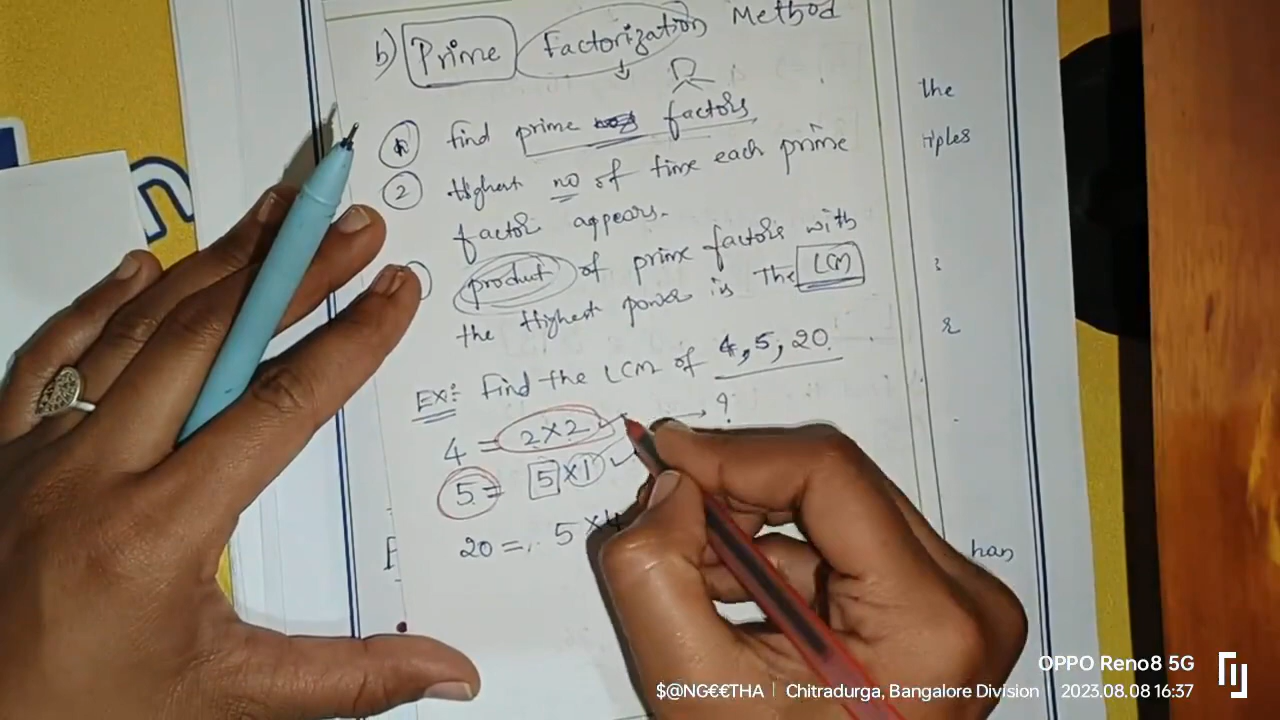 b) Prime Factorization Method
① find prime factors
② Highest no of time each prime
factor appears.
product of prime factors with
the Highest power is The LCM
EX: Find the LCM of 4, 5, 20.
4 = 2×2
5 = 5×1
20 = 5×4
the
tiples
han
OPPO Reno8 5G
$@NG€€THA | Chitradurga, Bangalore Division 2023.08.08 16:37